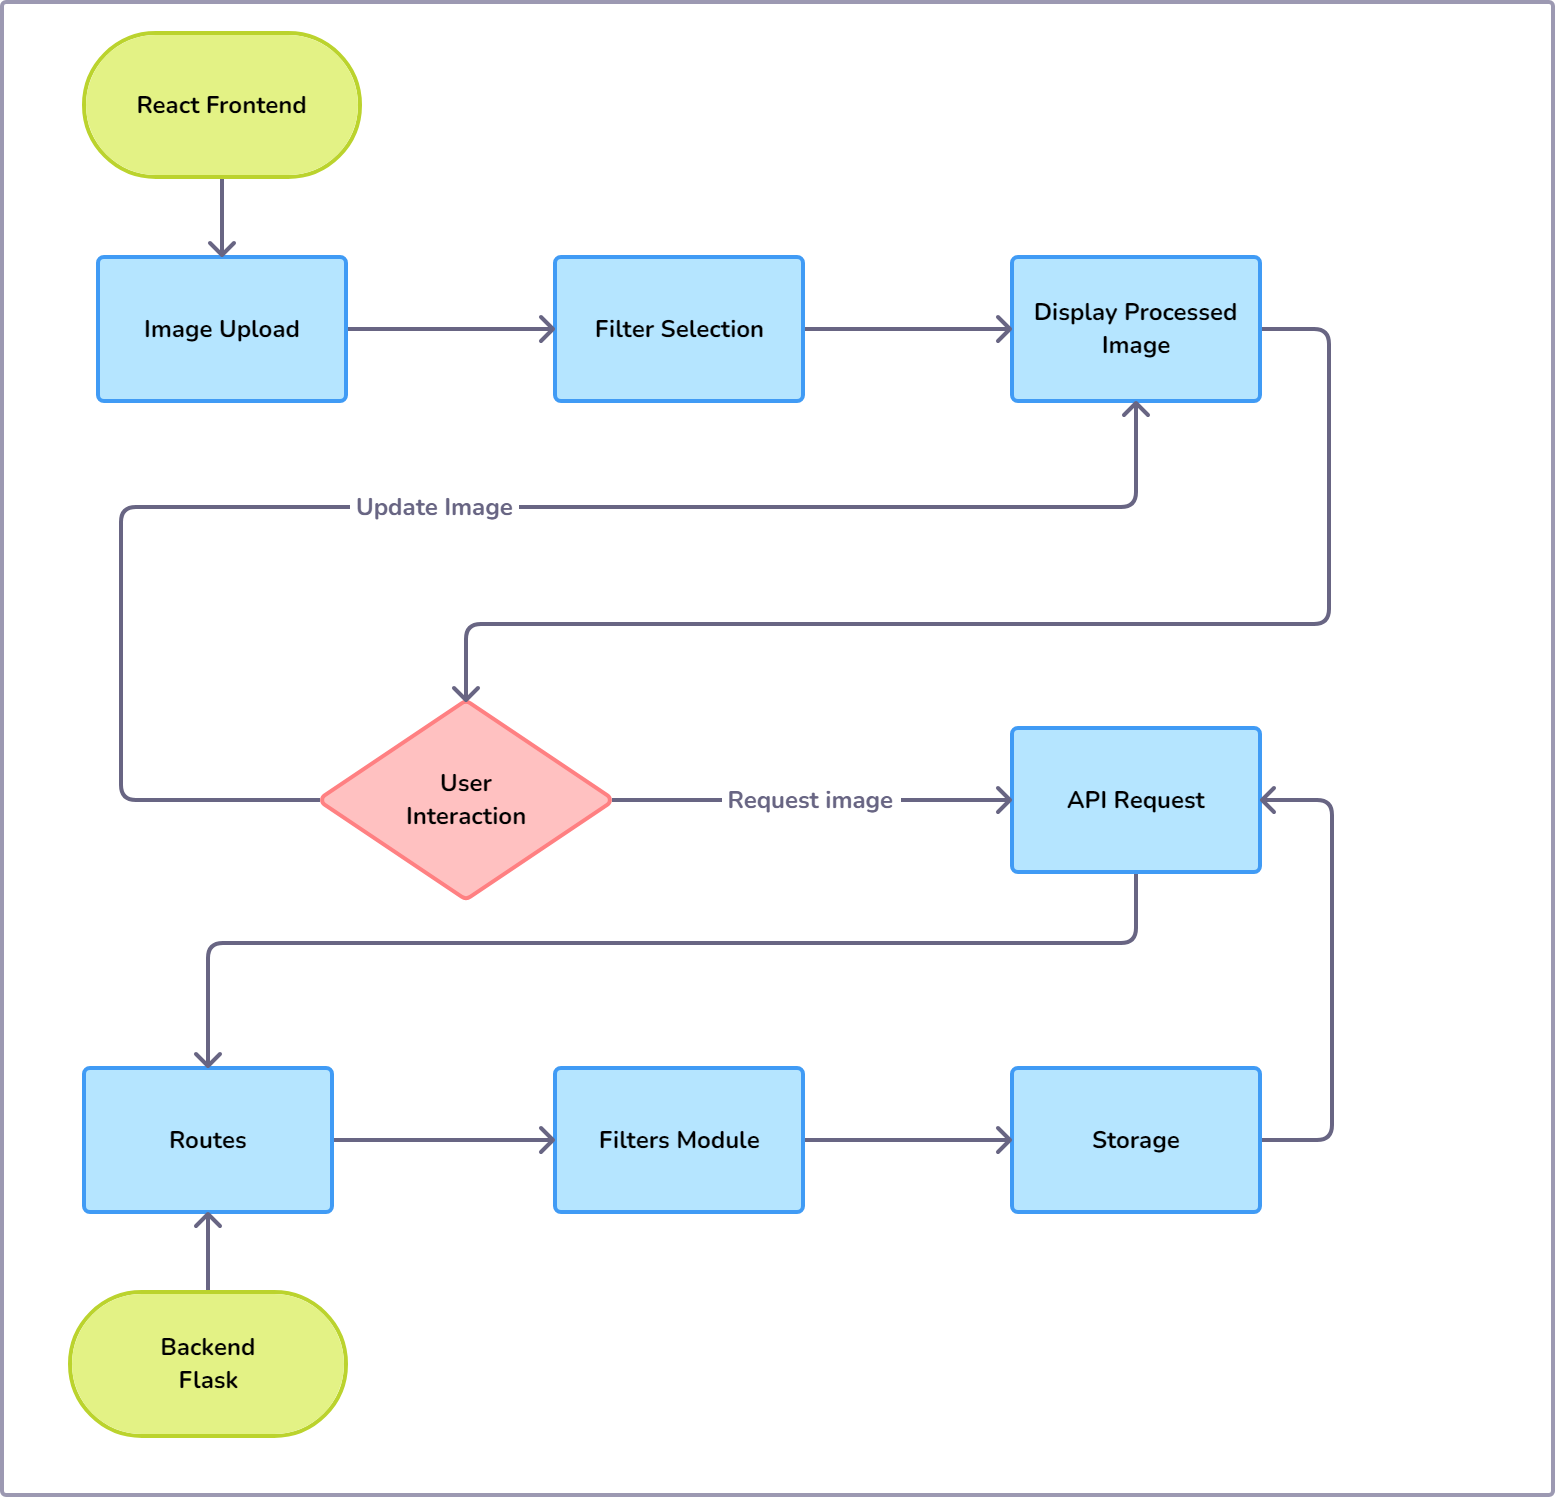 React Frontend
Image Upload
Filter Selection
Display Processed
Image
Update Image
User
Interaction
Request image
API Request
Routes
Filters Module
Storage
Backend
Flask